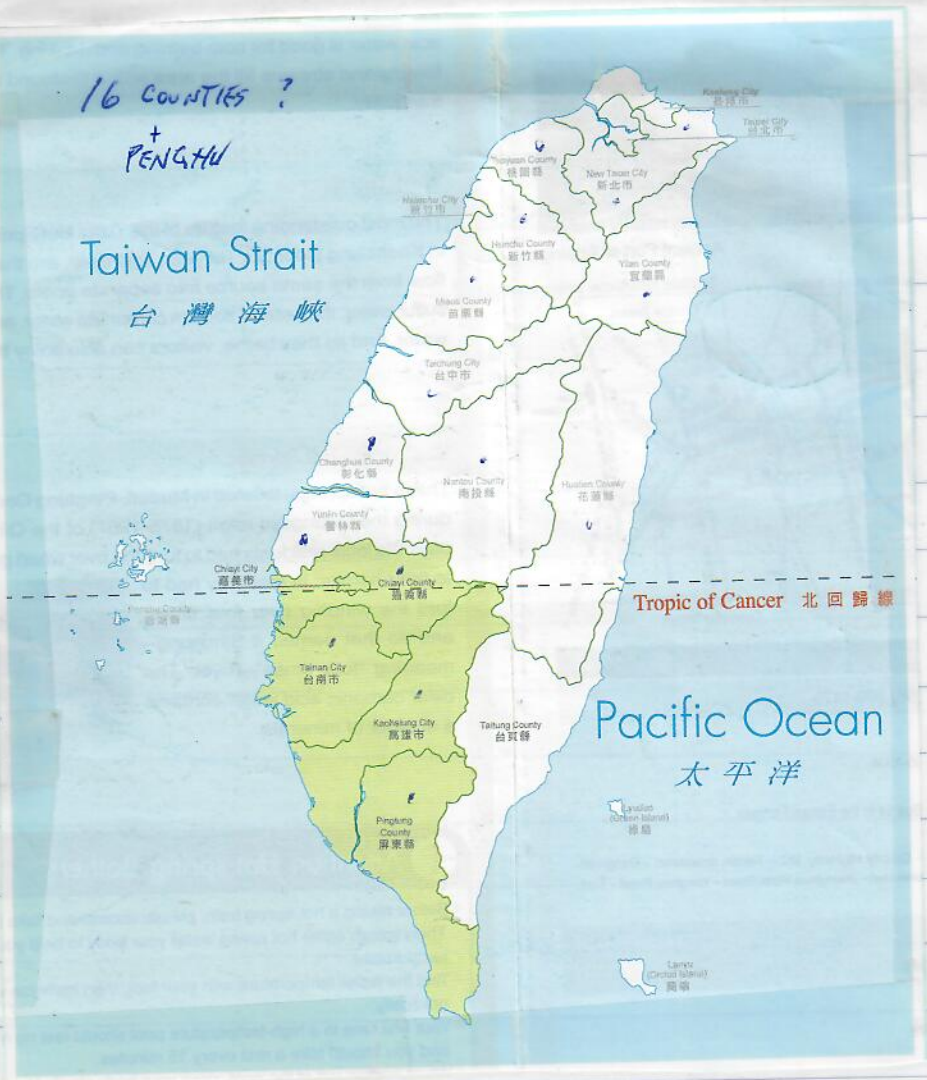 16 COUNTIES ?
+
PENGHU
Keelung City
基隆市
Taipei City
台北市
Taoyuan County
桃園縣
New Taipei City
新北市
Hsinchu City
新竹市
Hsinchu County
新竹縣
Yilan County
宜蘭縣
Taiwan Strait
台灣海峽
Miaoli County
苗栗縣
Taichung City
台中市
Changhua County
彰化縣
Nantou County
南投縣
Hualien County
花蓮縣
Yunlin County
雲林縣
Chiayi City
嘉義市
Chiayi County
嘉義縣
Tropic of Cancer 北回歸線
Penghu County
澎湖縣
Tainan City
台南市
Kaohsiung City
高雄市
Taitung County
台東縣
Pacific Ocean
太平洋
Pingtung
County
屏東縣
(Green Island)
綠島
Lanyu
(Orchid Island)
蘭嶼